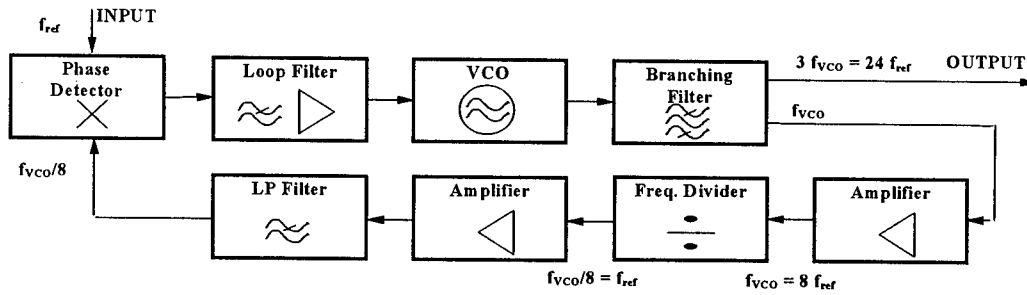 INPUT
f_ref
Phase
Detector
Loop Filter
VCO
Branching
Filter
3 f_VCO = 24 f_ref
OUTPUT
f_VCO
f_VCO/8
LP Filter
Amplifier
Freq. Divider
Amplifier
f_VCO/8 = f_ref
f_VCO = 8 f_ref